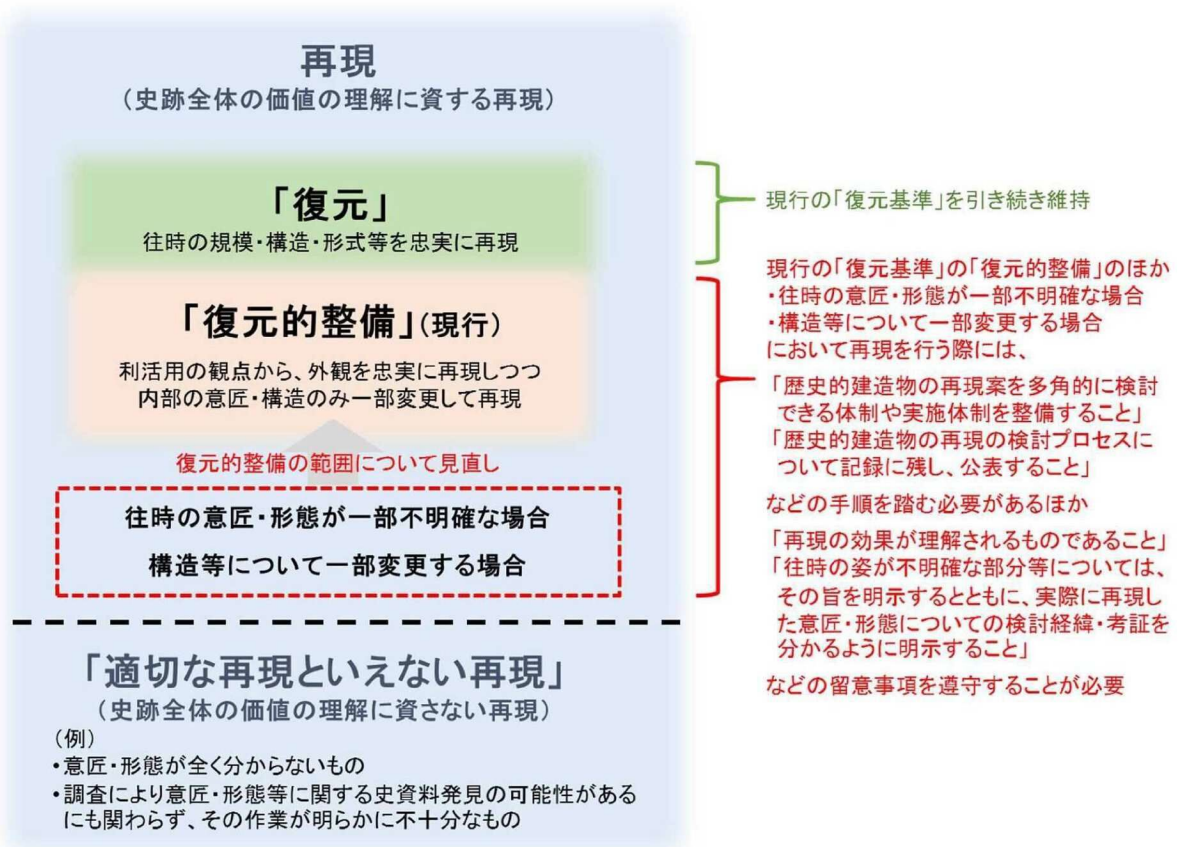 再現
(史跡全体の価値の理解に資する再現)
「復元」
往時の規模・構造・形式等を忠実に再現
「復元的整備」(現行)
利活用の観点から、外観を忠実に再現しつつ
内部の意匠・構造のみ一部変更して再現
復元的整備の範囲について見直し
往時の意匠・形態が一部不明確な場合
構造等について一部変更する場合
「適切な再現といえない再現」
(史跡全体の価値の理解に資さない再現)
(例)
・意匠・形態が全く分からないもの
・調査により意匠・形態等に関する史資料発見の可能性がある
にも関わらず、その作業が明らかに不十分なもの
現行の「復元基準」を引き続き維持
現行の「復元基準」の「復元的整備」のほか
・往時の意匠・形態が一部不明確な場合
・構造等について一部変更する場合
において再現を行う際には、
「歴史的建造物の再現案を多角的に検討
できる体制や実施体制を整備すること」
「歴史的建造物の再現の検討プロセスに
ついて記録に残し、公表すること」
などの手順を踏む必要があるほか
「再現の効果が理解されるものであること」
「往時の姿が不明確な部分等については、
その旨を明示するとともに、実際に再現し
た意匠・形態についての検討経緯・考証を
分かるように明示すること」
などの留意事項を遵守することが必要